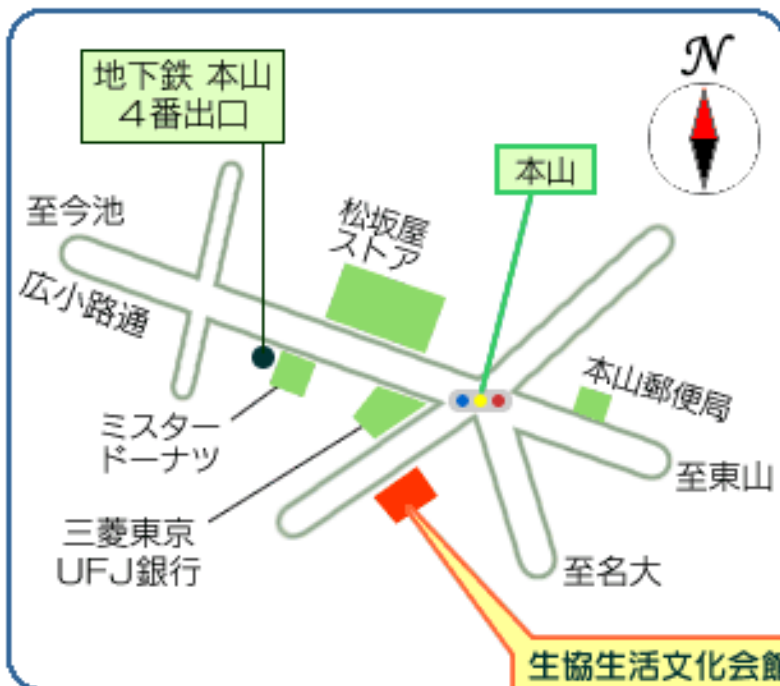 N
地下鉄 本山
4番出口
本山
至今池
松坂屋
ストア
広小路通
本山郵便局
ミスター
ドーナツ
至東山
三菱東京
UFJ銀行
至名大
生協生活文化会館